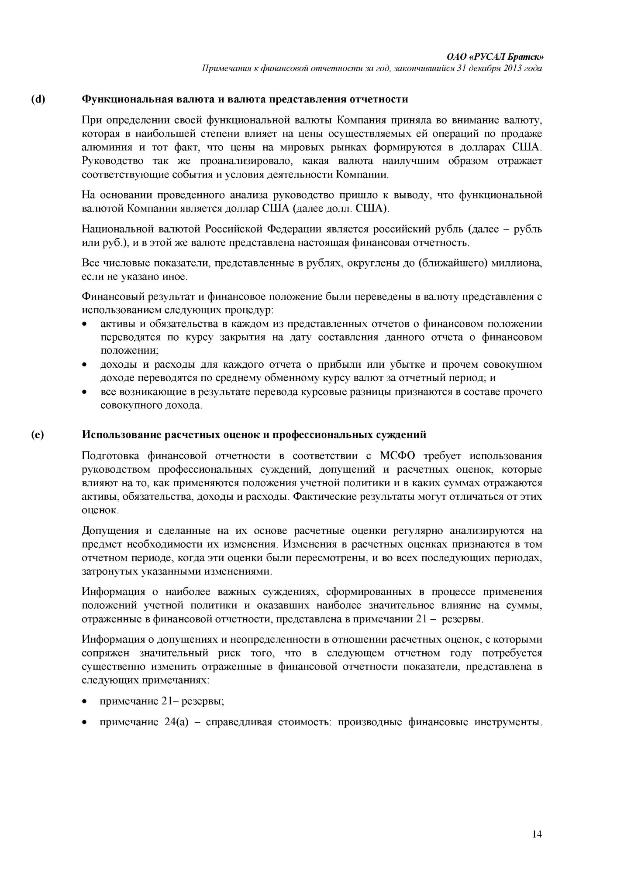 ОАО «РУСАЛ Братск»
Примечания к финансовой отчетности за год, закончившийся 31 декабря 2013 года
(d) Функциональная валюта и валюта представления отчетности
При определении своей функциональной валюты Компания приняла во внимание валюту,
которая в наибольшей степени влияет на цены осуществляемых ей операций по продаже
алюминия и тот факт, что цены на мировых рынках формируются в долларах США.
Руководство так же проанализировало, какая валюта наилучшим образом отражает
соответствующие события и условия деятельности Компании.
На основании проведенного анализа руководство пришло к выводу, что функциональной
валютой Компании является доллар США (далее долл. США).
Национальной валютой Российской Федерации является российский рубль (далее – рубль
или руб.), и в этой же валюте представлена настоящая финансовая отчетность.
Все числовые показатели, представленные в рублях, округлены до (ближайшего) миллиона,
если не указано иное.
Финансовый результат и финансовое положение были переведены в валюту представления с
использованием следующих процедур:
• активы и обязательства в каждом из представленных отчетов о финансовом положении
переводятся по курсу закрытия на дату составления данного отчета о финансовом
положении;
• доходы и расходы для каждого отчета о прибыли или убытке и прочем совокупном
доходе переводятся по среднему обменному курсу валют за отчетный период; и
• все возникающие в результате перевода курсовые разницы признаются в составе прочего
совокупного дохода.
(e) Использование расчетных оценок и профессиональных суждений
Подготовка финансовой отчетности в соответствии с МСФО требует использования
руководством профессиональных суждений, допущений и расчетных оценок, которые
влияют на то, как применяются положения учетной политики и в каких суммах отражаются
активы, обязательства, доходы и расходы. Фактические результаты могут отличаться от этих
оценок.
Допущения и сделанные на их основе расчетные оценки регулярно анализируются на
предмет необходимости их изменения. Изменения в расчетных оценках признаются в том
отчетном периоде, когда эти оценки были пересмотрены, и во всех последующих периодах,
затронутых указанными изменениями.
Информация о наиболее важных суждениях, сформированных в процессе применения
положений учетной политики и оказавших наиболее значительное влияние на суммы,
отраженные в финансовой отчетности, представлена в примечании 21 – резервы.
Информация о допущениях и неопределенности в отношении расчетных оценок, с которыми
сопряжен значительный риск того, что в следующем отчетном году потребуется
существенно изменить отраженные в финансовой отчетности показатели, представлена в
следующих примечаниях:
• примечание 21– резервы;
• примечание 24(а) – справедливая стоимость: производные финансовые инструменты.
14